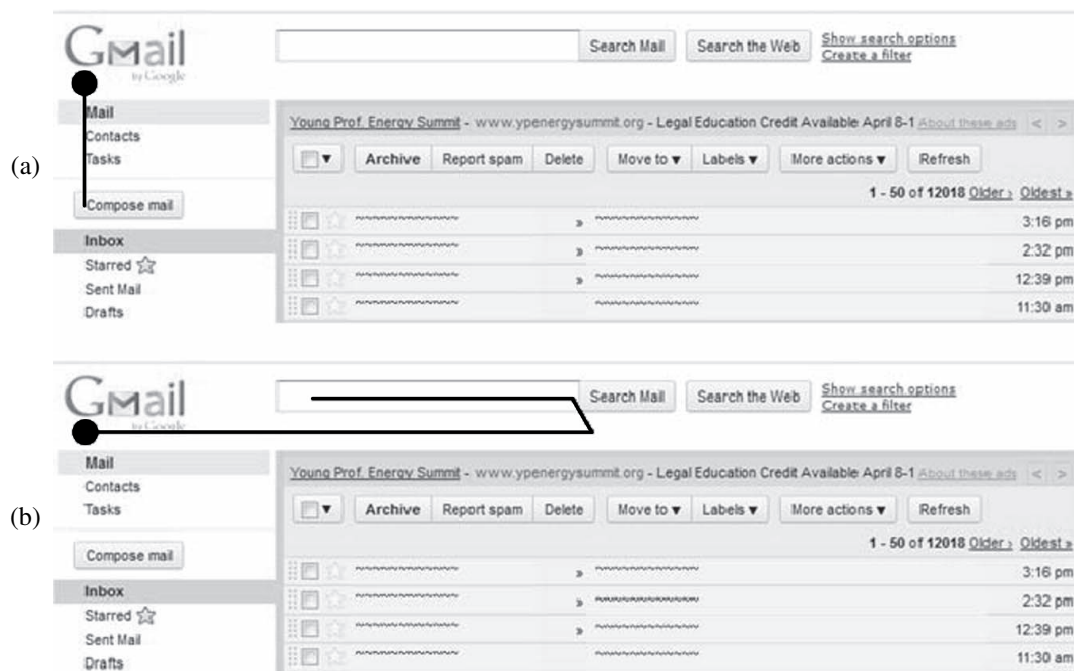 GMail
by Google
Search Mail Search the Web Show search options
Create a filter
Mail
Contacts
Tasks
Compose mail
Inbox
Starred
Sent Mail
Drafts
Young Prof. Energy Summit - www.ypenergysummit.org - Legal Education Credit Available April 8-1 About these ads < >
(a)
▼ Archive Report spam Delete Move to ▼ Labels ▼ More actions ▼ Refresh
1 - 50 of 12018 Older › Oldest »
» 3:16 pm
» 2:32 pm
» 12:39 pm
11:30 am
GMail
by Google
Search Mail Search the Web Show search options
Create a filter
Mail
Contacts
Tasks
Compose mail
Inbox
Starred
Sent Mail
Drafts
Young Prof. Energy Summit - www.ypenergysummit.org - Legal Education Credit Available April 8-1 About these ads < >
(b)
▼ Archive Report spam Delete Move to ▼ Labels ▼ More actions ▼ Refresh
1 - 50 of 12018 Older › Oldest »
» 3:16 pm
» 2:32 pm
» 12:39 pm
11:30 am